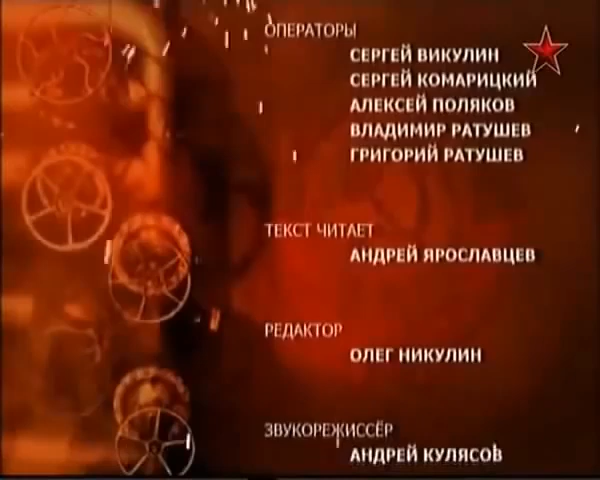 ОПЕРАТОРЫ
СЕРГЕЙ ВИКУЛИН
СЕРГЕЙ КОМАРИЦКИЙ
АЛЕКСЕЙ ПОЛЯКОВ
ВЛАДИМИР РАТУШЕВ
ГРИГОРИЙ РАТУШЕВ
ТЕКСТ ЧИТАЕТ
АНДРЕЙ ЯРОСЛАВЦЕВ
РЕДАКТОР
ОЛЕГ НИКУЛИН
ЗВУКОРЕЖИССЁР
АНДРЕЙ КУЛЯСОВ